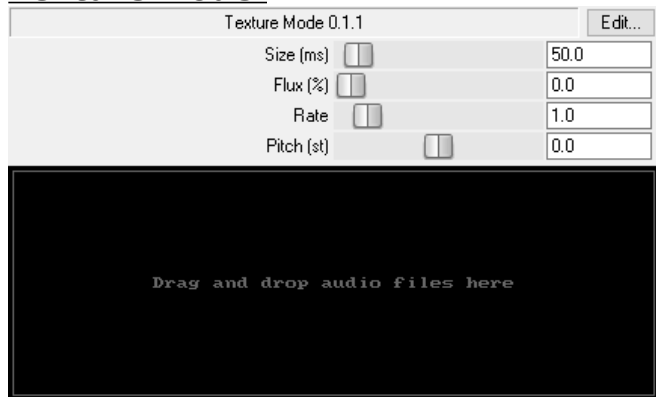 Texture Mode 0.1.1 Edit...
Size (ms) 50.0
Flux (%) 0.0
Rate 1.0
Pitch (st) 0.0
Drag and drop audio files here